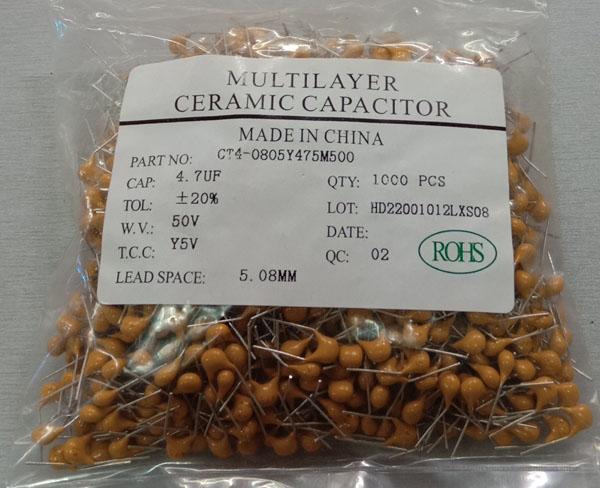 MULTILAYER
CERAMIC CAPACITOR
MADE IN CHINA
PART NO: CT4-0805Y475M500
CAP: 4.7UF QTY: 1000 PCS
TOL: ±20% LOT: HD22001012LXS08
W.V.: 50V DATE:
T.C.C: Y5V QC: 02 ROHS
LEAD SPACE: 5.08MM